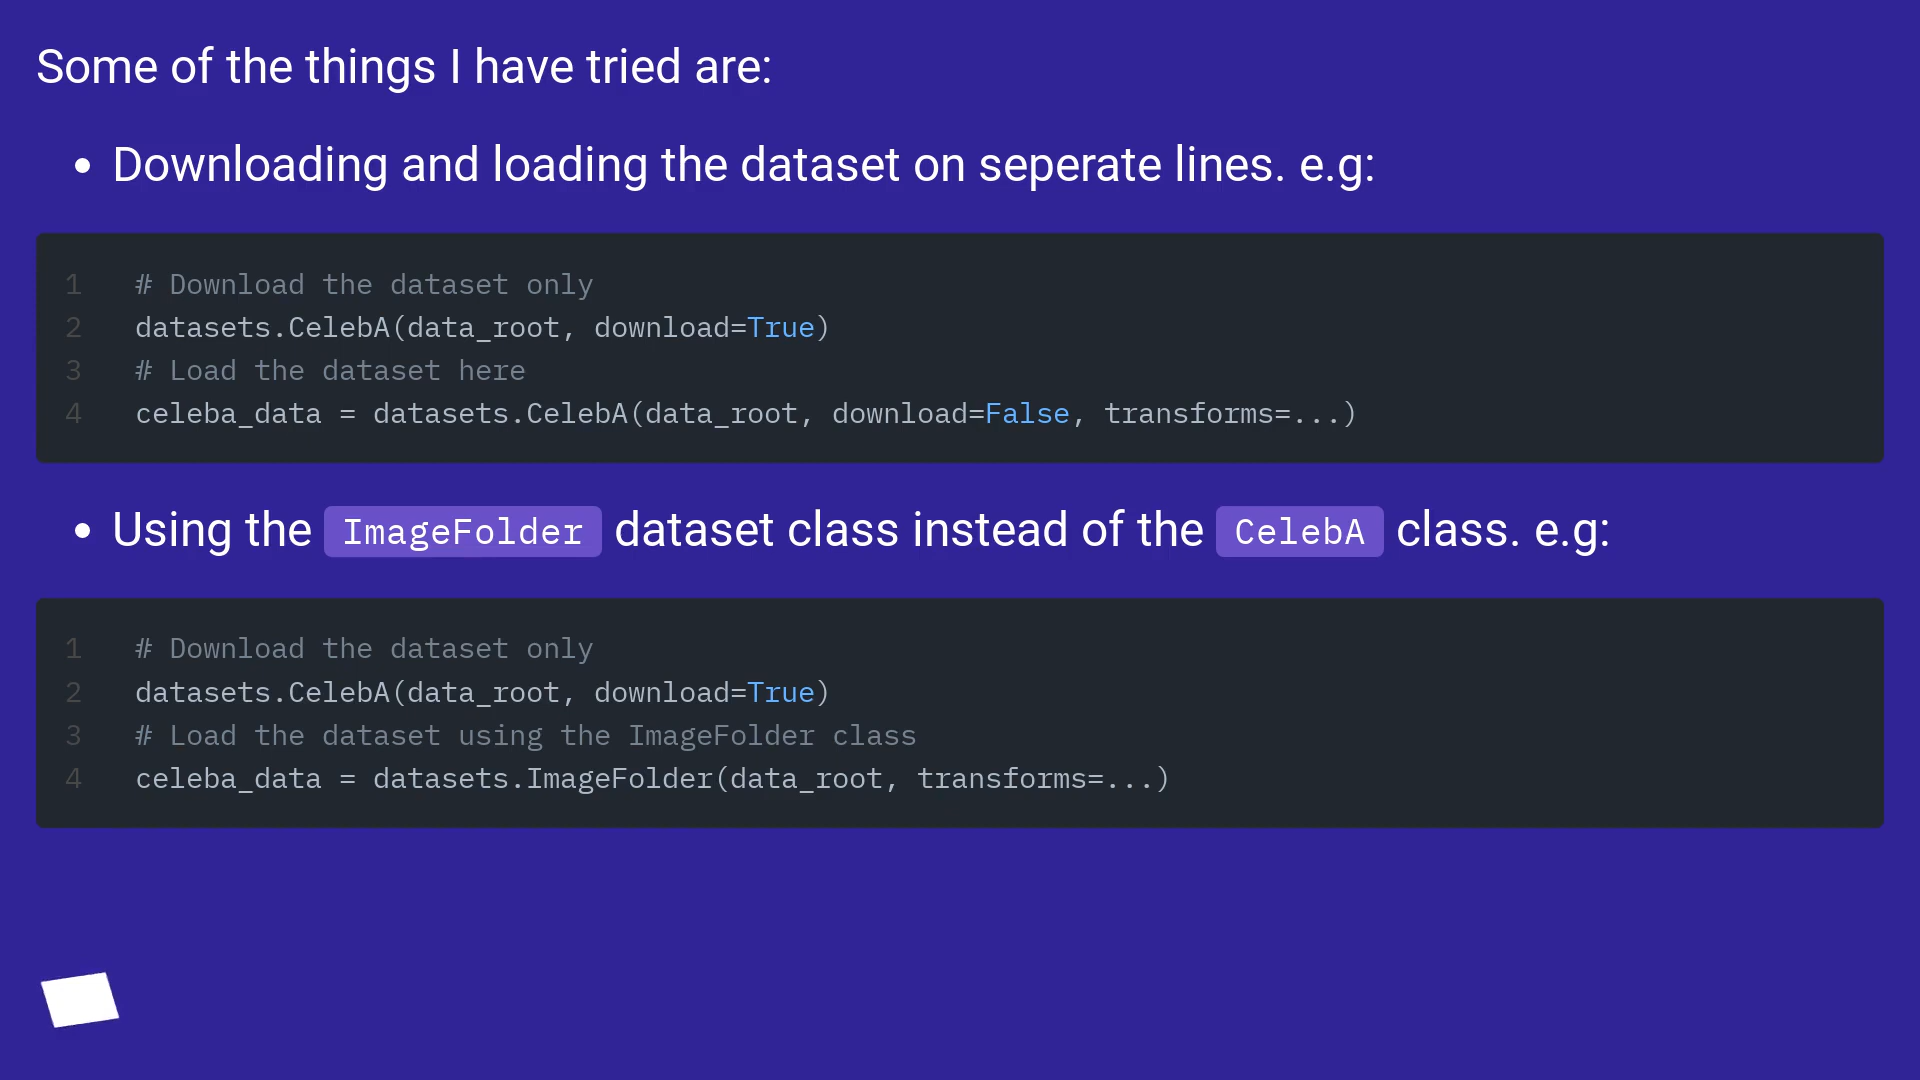 Some of the things I have tried are:
• Downloading and loading the dataset on seperate lines. e.g:
1 # Download the dataset only
2 datasets.CelebA(data_root, download=True)
3 # Load the dataset here
4 celeba_data = datasets.CelebA(data_root, download=False, transforms=...)
• Using the ImageFolder dataset class instead of the CelebA class. e.g:
1 # Download the dataset only
2 datasets.CelebA(data_root, download=True)
3 # Load the dataset using the ImageFolder class
4 celeba_data = datasets.ImageFolder(data_root, transforms=...)